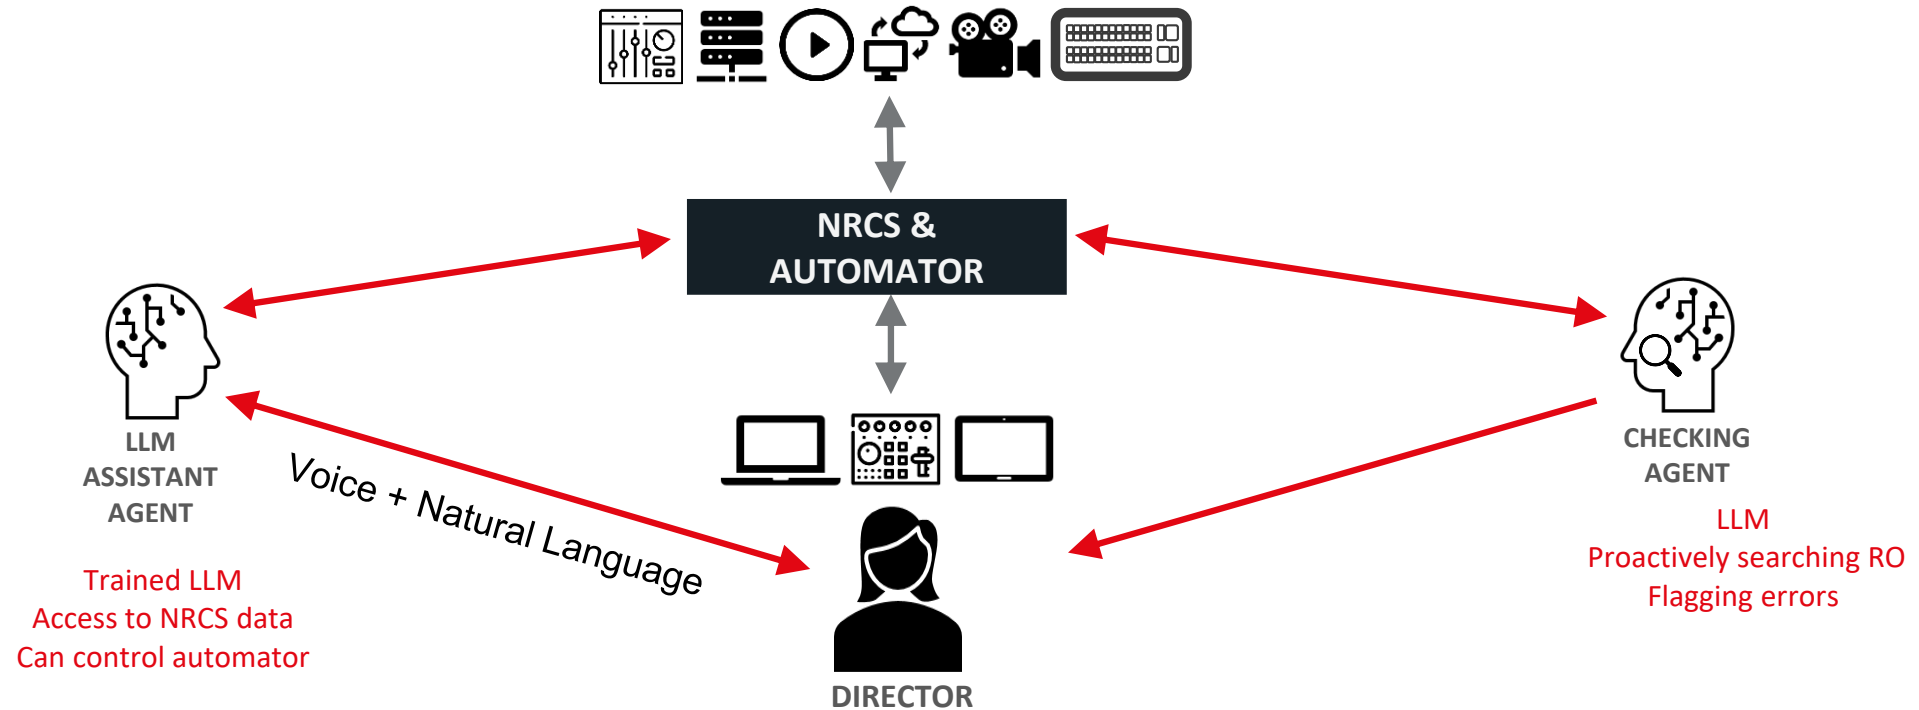 NRCS &
AUTOMATOR
LLM
ASSISTANT
AGENT
Trained LLM
Access to NRCS data
Can control automator
Voice + Natural Language
DIRECTOR
CHECKING
AGENT
LLM
Proactively searching RO
Flagging errors